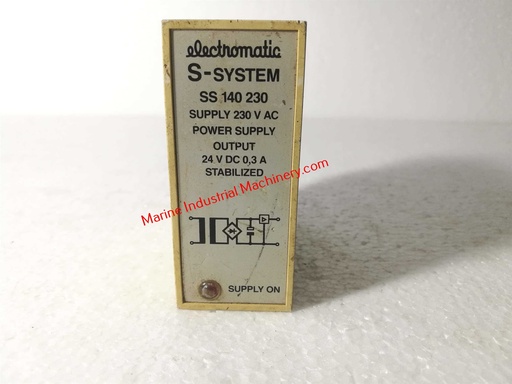 electromatic
S-SYSTEM
SS 140 230
SUPPLY 230 V AC
POWER SUPPLY
OUTPUT
24 V DC 0,3 A
STABILIZED
Marine Industrial Machinery.com
SUPPLY ON